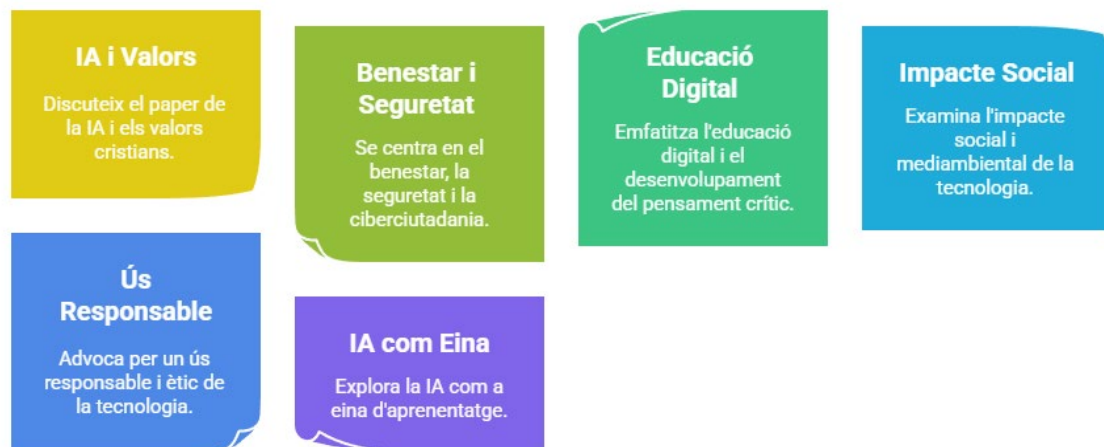 IA i Valors
Discuteix el paper de
la IA i els valors
cristians.
Benestar i
Seguretat
Se centra en el
benestar, la
seguretat i la
ciberciutadania.
Educació
Digital
Emfatitza l'educació
digital i el
desenvolupament
del pensament crític.
Impacte Social
Examina l'impacte
social i
mediambiental de la
tecnologia.
Ús
Responsable
Advoca per un ús
responsable i ètic de
la tecnologia.
IA com Eina
Explora la IA com a
eina d'aprenentatge.